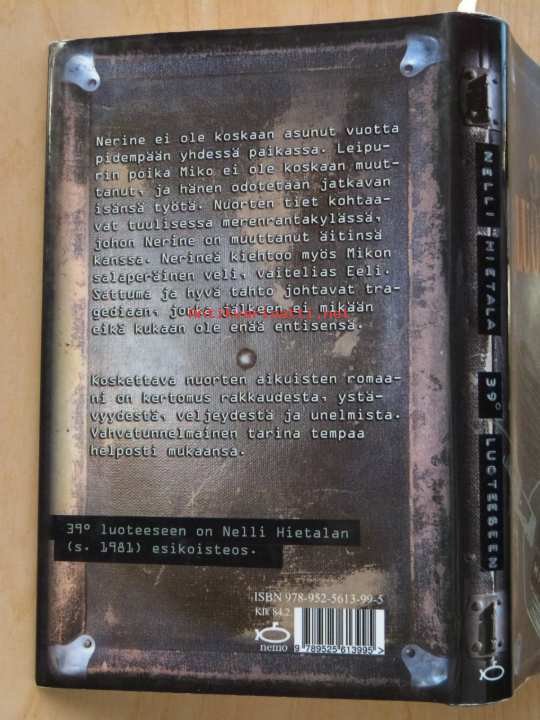 Nerine ei ole koskaan asunut vuotta
pidempään yhdessä paikassa. Leipu-
rin poika Miko ei ole koskaan muut-
tanut, ja hänen odotetaan jatkavan
isänsä työtä. Nuorten tiet kohtaa-
vat tuulisessa merenrantakylässä,
johon Nerine on muuttanut äitinsä
kanssa. Nerineä kiehtoo myös Mikon
salaperäinen veli, vaitelias Eeli.
Sattuma ja hyvä tahto johtavat tra-
gediaan, jonka jälkeen ei mikään
eikä kukaan ole enää entisensä.
Koskettava nuorten aikuisten romaa-
ni on kertomus rakkaudesta, ystä-
vyydestä, veljeydestä ja unelmista.
Vahvatunnelmainen tarina tempaa
helposti mukaansa.
39° luoteeseen on Nelli Hietalan
(s. 1981) esikoisteos.
ISBN 978-952-5613-99-5
KR 84.2
nemo
9 789525 613995 >
NELLI HIETALA 39° LUOTEESEEN